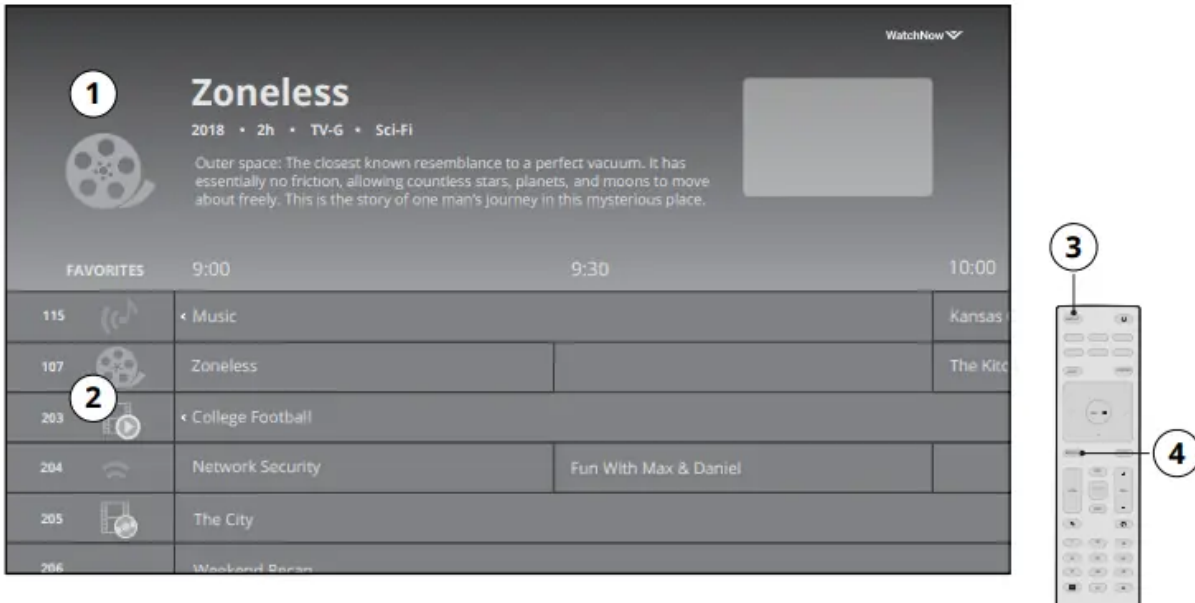 WatchNow
1
Zoneless
2018 • 2h • TV-G • Sci-Fi
Outer space: The closest known resemblance to a perfect vacuum. It has
essentially no friction, allowing countless stars, planets, and moons to move
about freely. This is the story of one man's journey in this mysterious place.
3
FAVORITES 9:00 9:30 10:00
115 ‹ Music Kansas
107 Zoneless The Kitc
2
203 ‹ College Football
4
204 Network Security Fun With Max & Daniel
205 The City
206 Weekend Recap